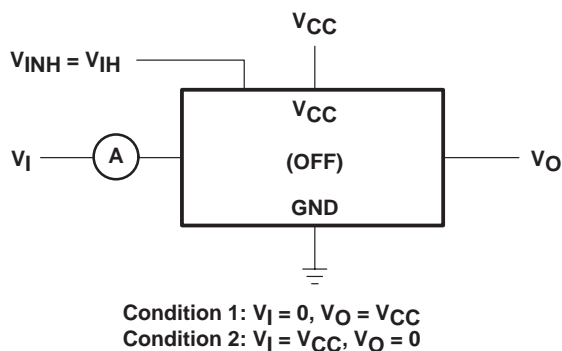 VCC
VINH = VIH
VCC
VI
A
(OFF)
VO
GND
Condition 1: VI = 0, VO = VCC
Condition 2: VI = VCC, VO = 0